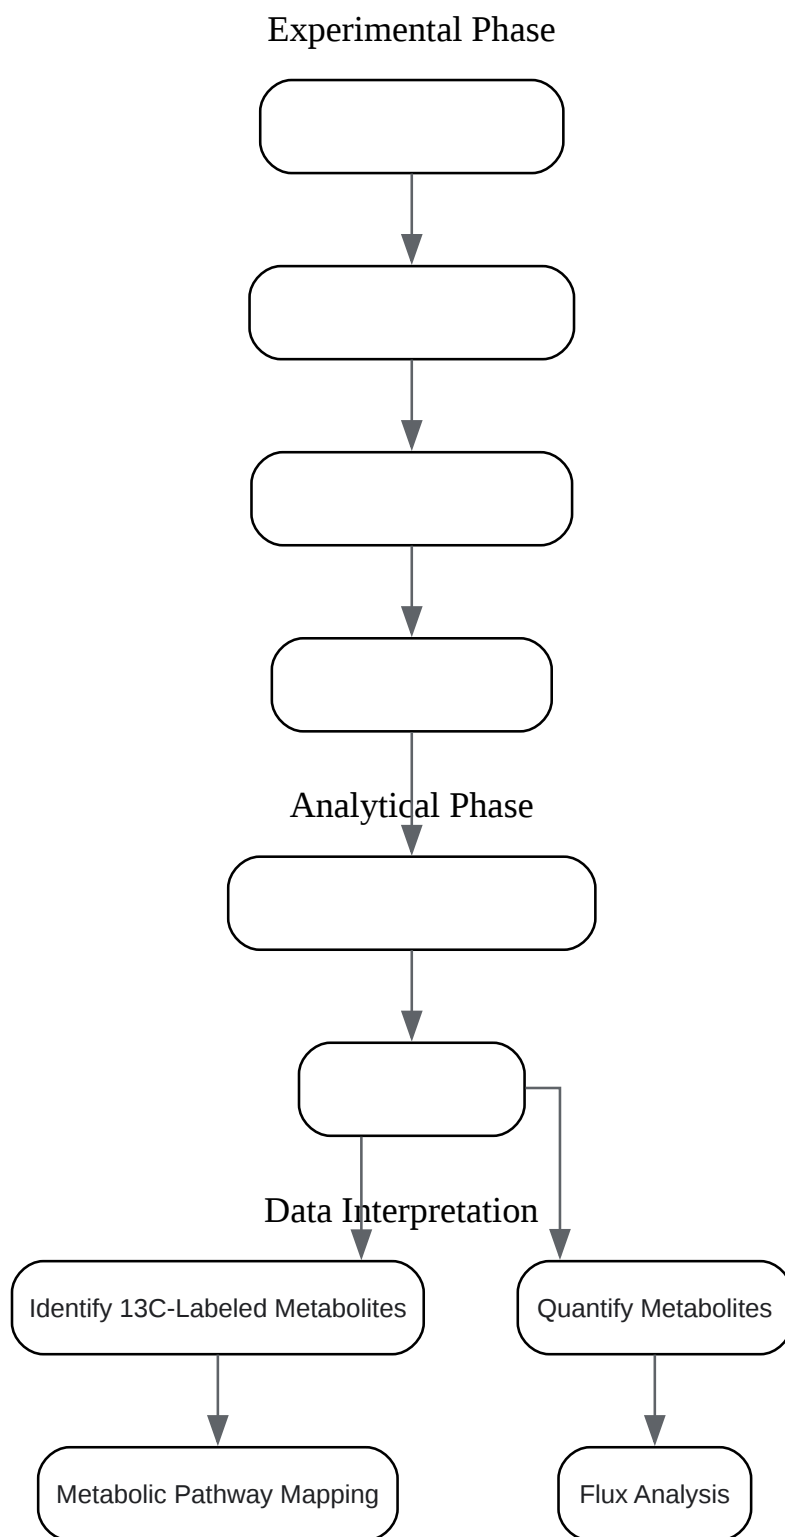 Experimental Phase
Analytical Phase
Data Interpretation
Identify 13C-Labeled Metabolites
Quantify Metabolites
Metabolic Pathway Mapping
Flux Analysis